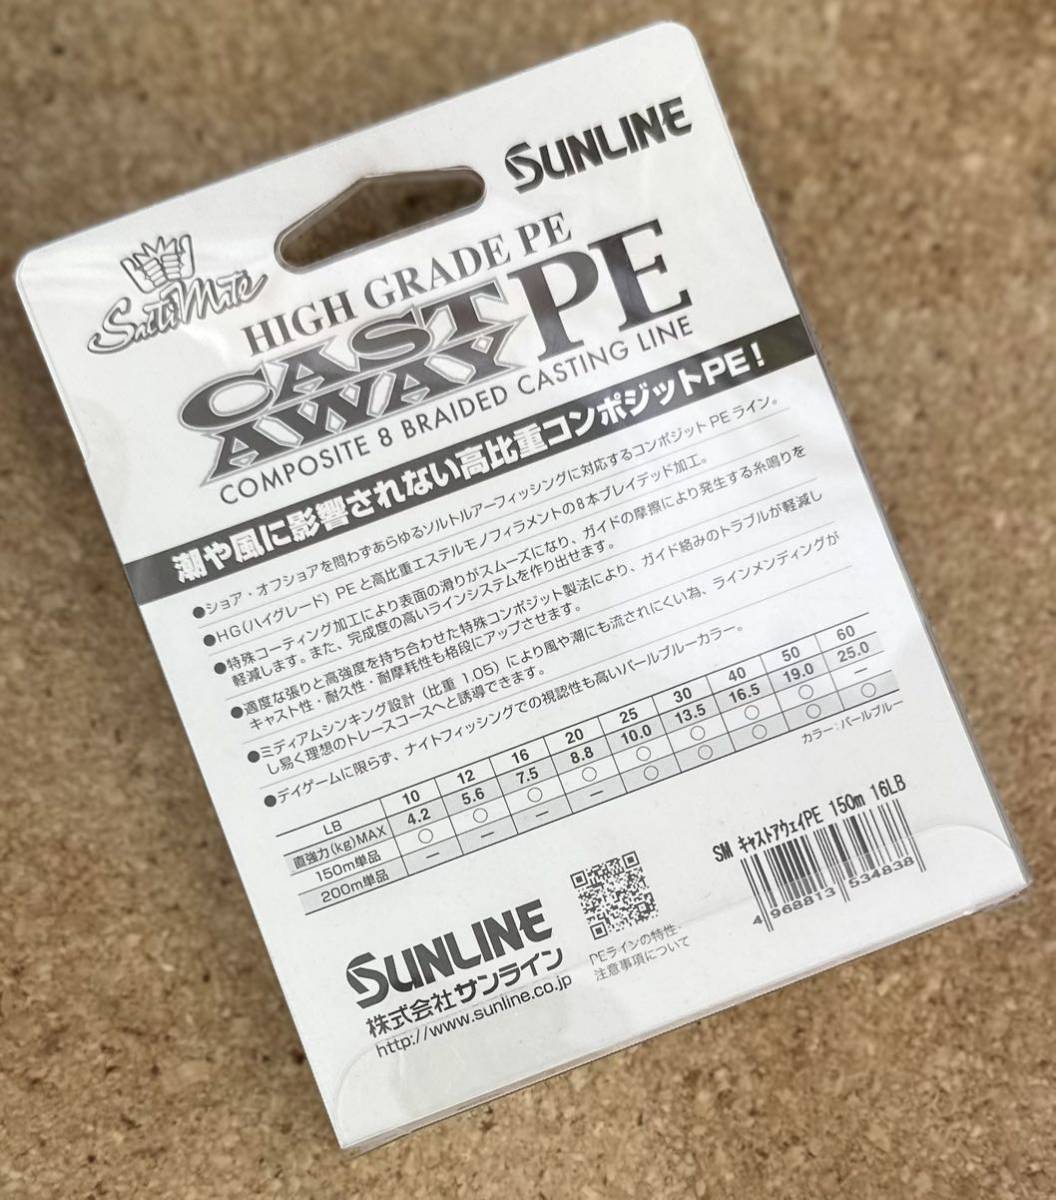 SUNLINE
SaltiMate
HIGH GRADE PE
CAST AWAY PE
COMPOSITE 8 BRAIDED CASTING LINE
潮や風に影響されない高比重コンポジットPE！
●ショア・オフショアを問わずあらゆるソルトルアーフィッシングに対応するコンポジットPEライン。
●HG(ハイグレード)PEと高比重エステルモノフィラメントの8本ブレイデッド加工。
●特殊コーティング加工により表面の滑りがスムーズになり、ガイドの摩擦により発生する糸鳴りを
軽減します。また、完成度の高いラインシステムを作り出せます。
●適度な張りと高強度を持ち合わせた特殊コンポジット製法により、ガイド絡みのトラブルが軽減し
キャスト性・耐久性・耐摩耗性も格段にアップさせます。
●ミディアムシンキング設計(比重 1.05)により風や潮にも流されにくい為、ラインメンディングが
し易く理想のトレースコースへと誘導できます。
●デイゲームに限らず、ナイトフィッシングでの視認性も高いパールブルーカラー。
LB 10 12 16 20 25 30 40 50 60
直強力(kg)MAX 4.2 5.6 7.5 8.8 10.0 13.5 16.5 19.0 25.0
150m単品 ○ ○ ○ ○ ○ ○ ○ ○ －
200m単品 － － － － ○ ○ ○ ○ ○
カラー：パールブルー
SM キャストアウェイPE 150m 16LB
4 968813 534838
PEラインの特性・
注意事項について
SUNLINE
株式会社サンライン
http://www.sunline.co.jp